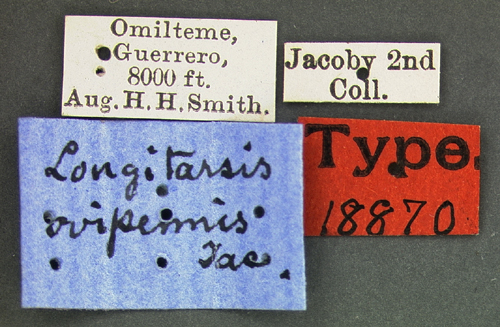 Omilteme,
Guerrero,
8000 ft.
Aug. H. H. Smith.
Jacoby 2nd
Coll.
Longitarsis
ovipennis
Jac.
Type.
18870